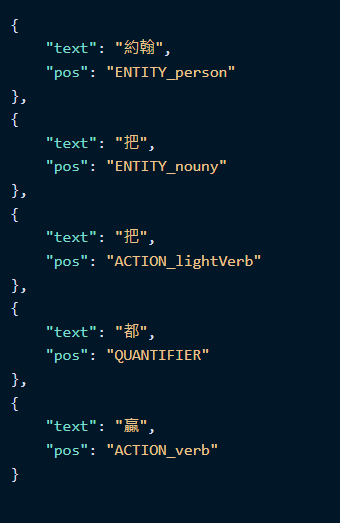 {
    "text": "約翰",
    "pos": "ENTITY_person"
},
{
    "text": "把",
    "pos": "ENTITY_nouny"
},
{
    "text": "把",
    "pos": "ACTION_lightVerb"
},
{
    "text": "都",
    "pos": "QUANTIFIER"
},
{
    "text": "贏",
    "pos": "ACTION_verb"
}